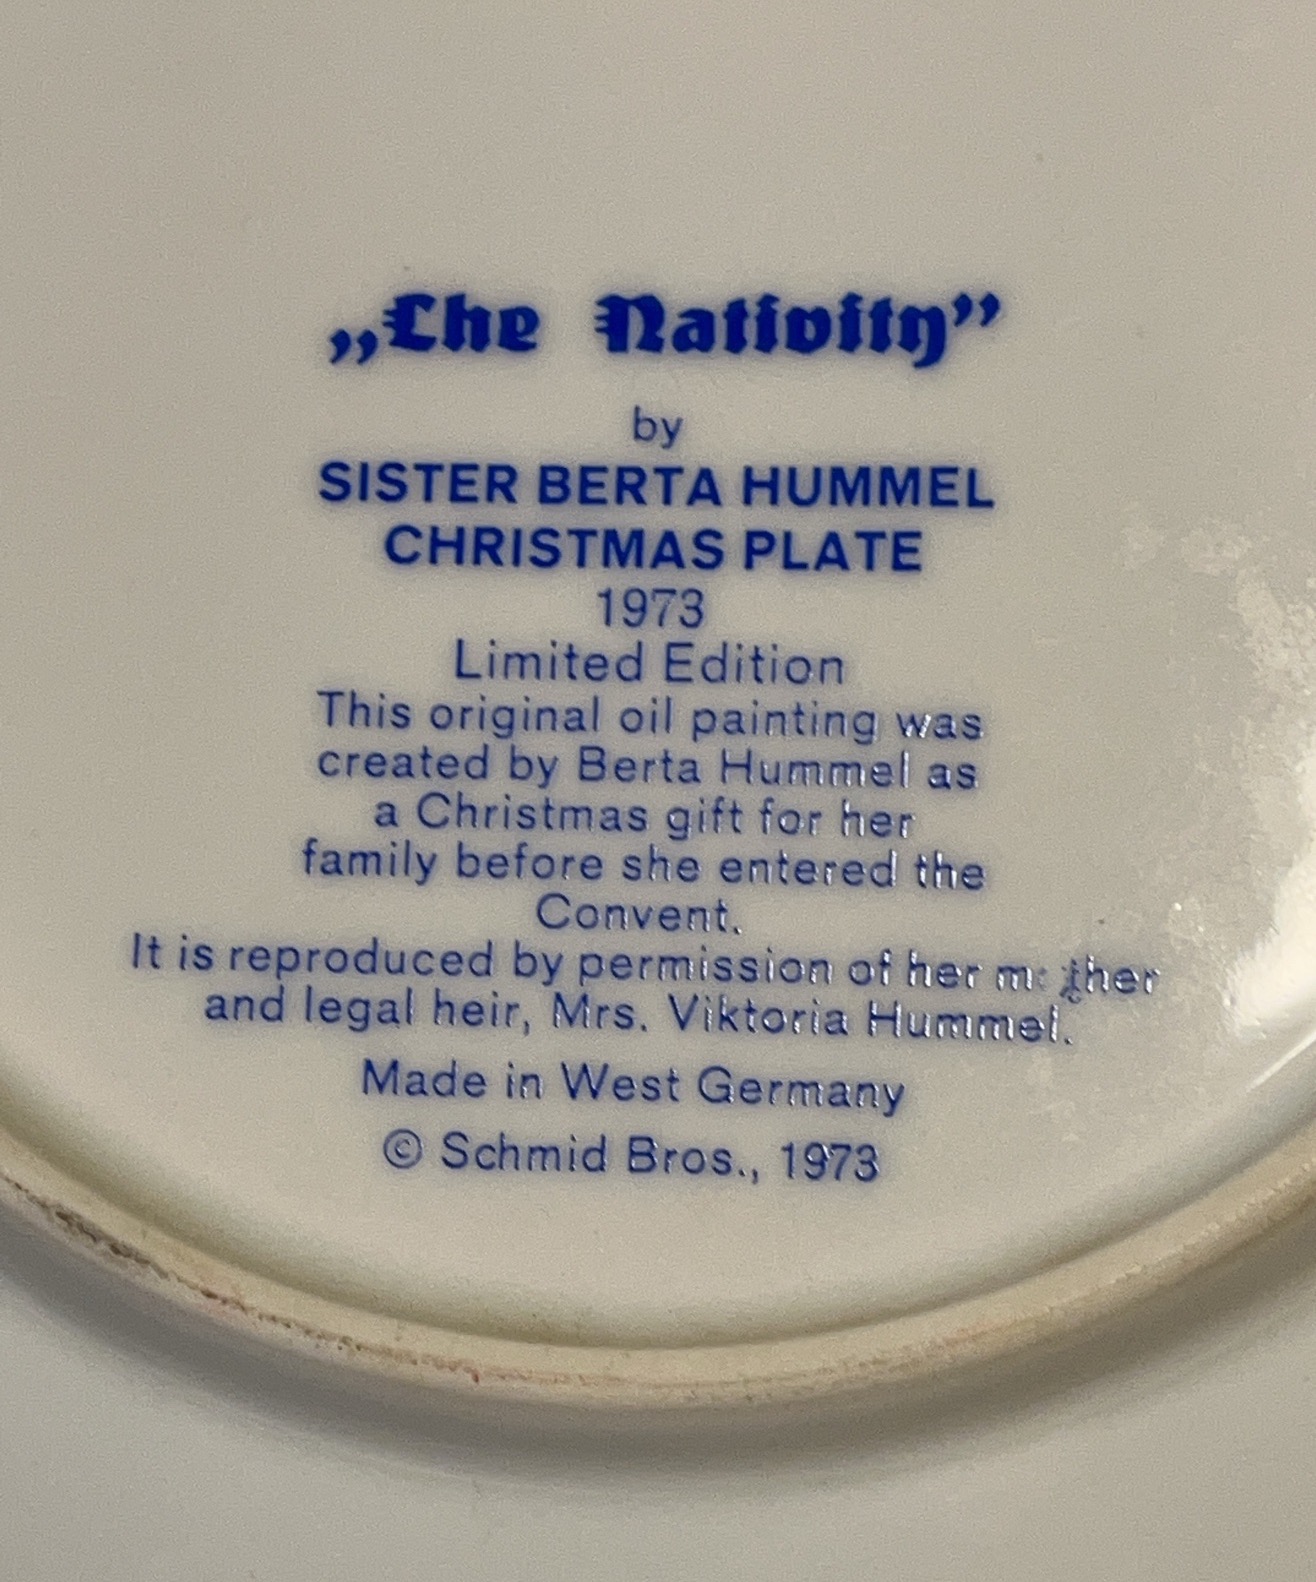 „The Nativity”
by
SISTER BERTA HUMMEL
CHRISTMAS PLATE
1973
Limited Edition
This original oil painting was
created by Berta Hummel as
a Christmas gift for her
family before she entered the
Convent.
It is reproduced by permission of her mother
and legal heir, Mrs. Viktoria Hummel.
Made in West Germany
© Schmid Bros., 1973